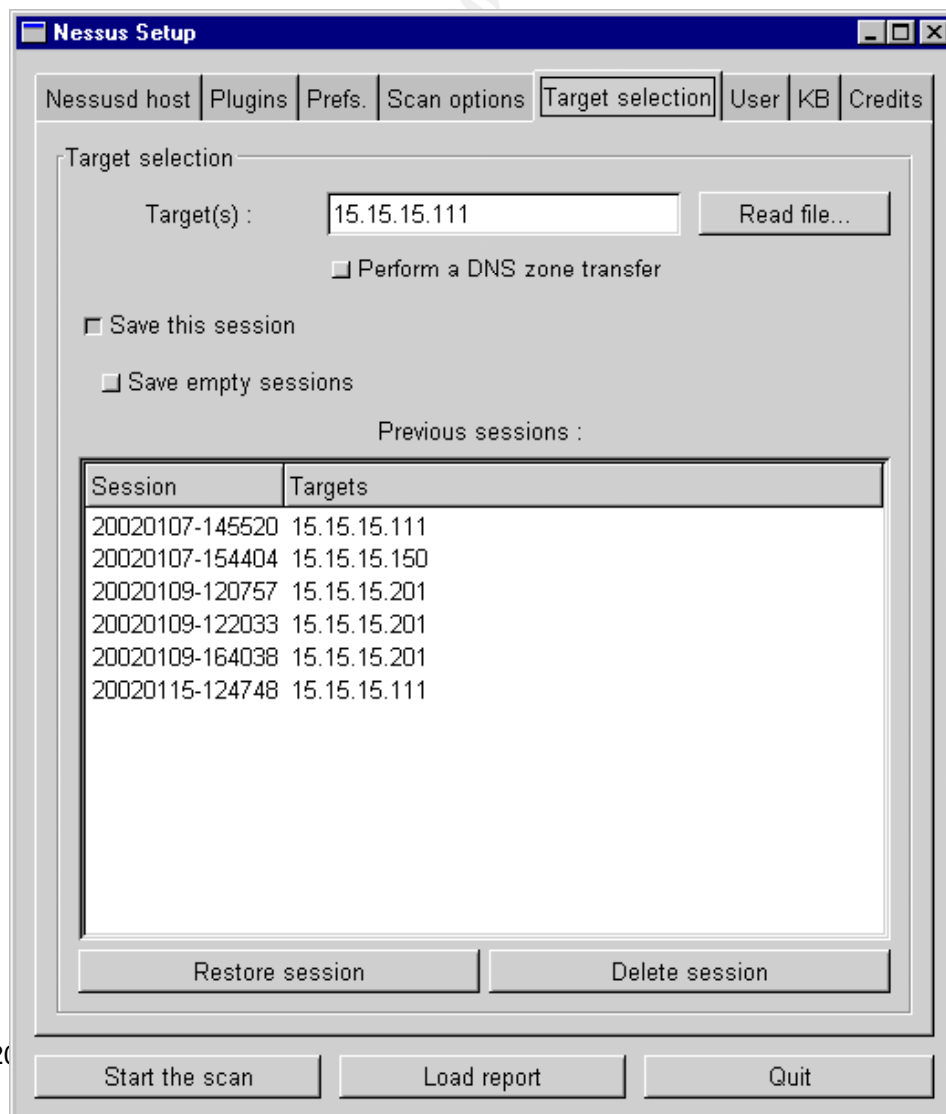 Nessus Setup
Nessusd host Plugins Prefs. Scan options Target selection User KB Credits
Target selection
Target(s) : 15.15.15.111 Read file...
Perform a DNS zone transfer
Save this session
Save empty sessions
Previous sessions :
Session Targets
20020107-145520 15.15.15.111
20020107-154404 15.15.15.150
20020109-120757 15.15.15.201
20020109-122033 15.15.15.201
20020109-164038 15.15.15.201
20020115-124748 15.15.15.111
Restore session Delete session
Start the scan Load report Quit